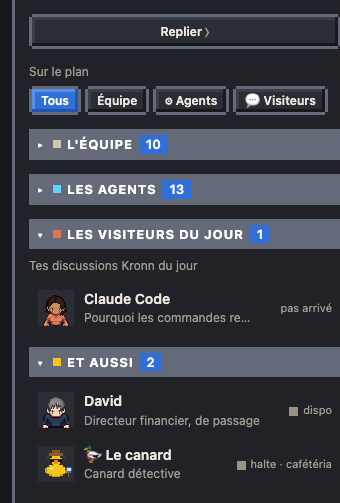 Replier 〉
Sur le plan
Tous Équipe ⚙ Agents 💬 Visiteurs
▸ L'ÉQUIPE 10
▸ LES AGENTS 13
▾ LES VISITEURS DU JOUR 1
Tes discussions Kronn du jour
Claude Code
Pourquoi les commandes re... pas arrivé
▾ ET AUSSI 2
David
Directeur financier, de passage dispo
🦆 Le canard
Canard détective halte · cafétéria